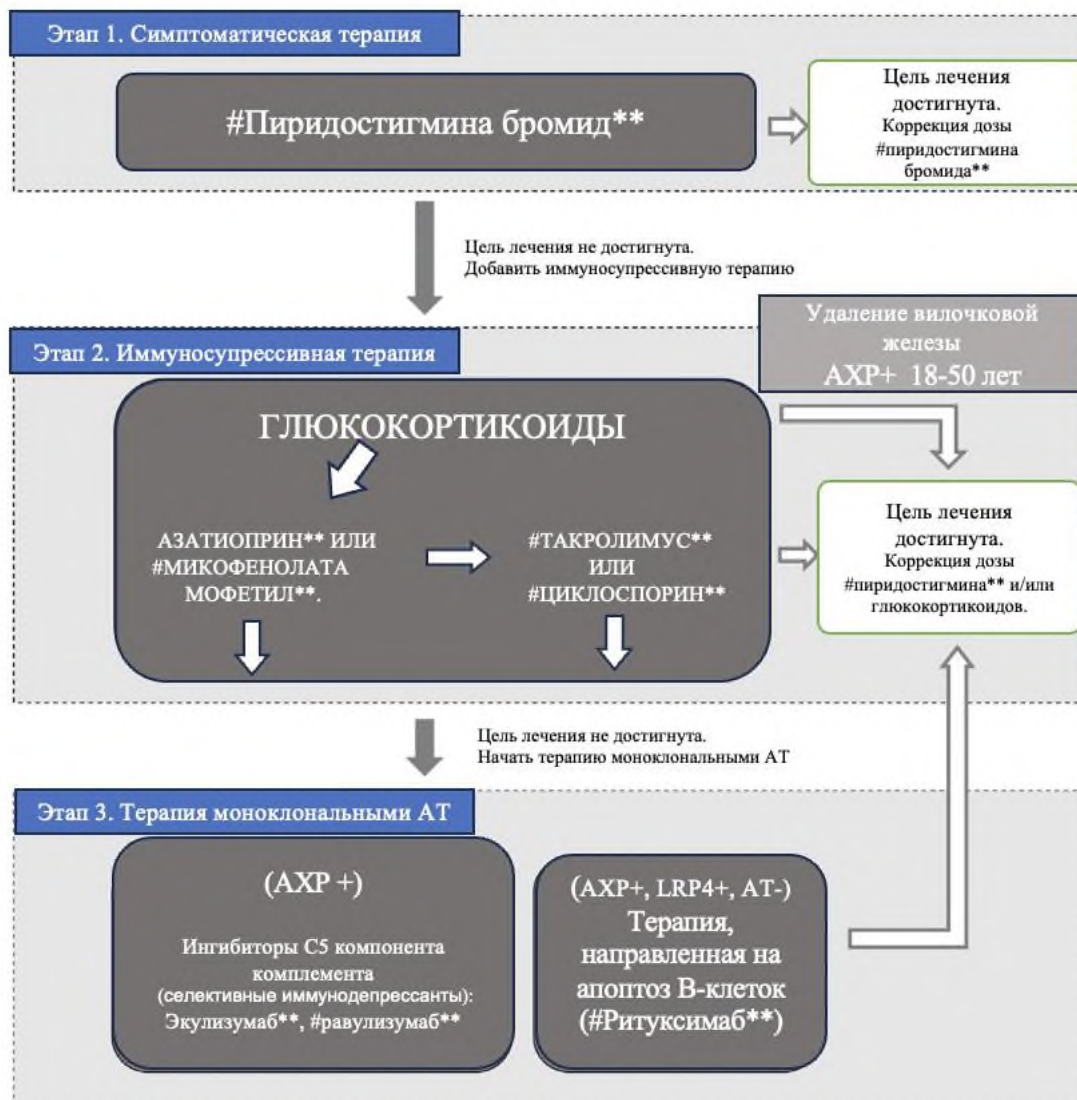 Этап 1. Симптоматическая терапия
#Пиридостигмина бромид**
Цель лечения
достигнута.
Коррекция дозы
#пиридостигмина
бромида**
Цель лечения не достигнута.
Добавить иммуносупрессивную терапию
Удаление вилочковой
железы
АХР+ 18-50 лет
Этап 2. Иммуносупрессивная терапия
ГЛЮКОКОРТИКОИДЫ
АЗАТИОПРИН** ИЛИ
#МИКОФЕНОЛАТА
МОФЕТИЛ**.
#ТАКРОЛИМУС**
ИЛИ
#ЦИКЛОСПОРИН**
Цель лечения
достигнута.
Коррекция дозы
#пиридостигмина** и/или
глюкокортикоидов.
Цель лечения не достигнута.
Начать терапию моноклональными АТ
Этап 3. Терапия моноклональными АТ
(АХР +)
Ингибиторы С5 компонента
комплемента
(селективные иммунодепрессанты):
Экулизумаб**, #равулизумаб**
(АХР+, LRP4+, АТ-)
Терапия,
направленная на
апоптоз В-клеток
(#Ритуксимаб**)